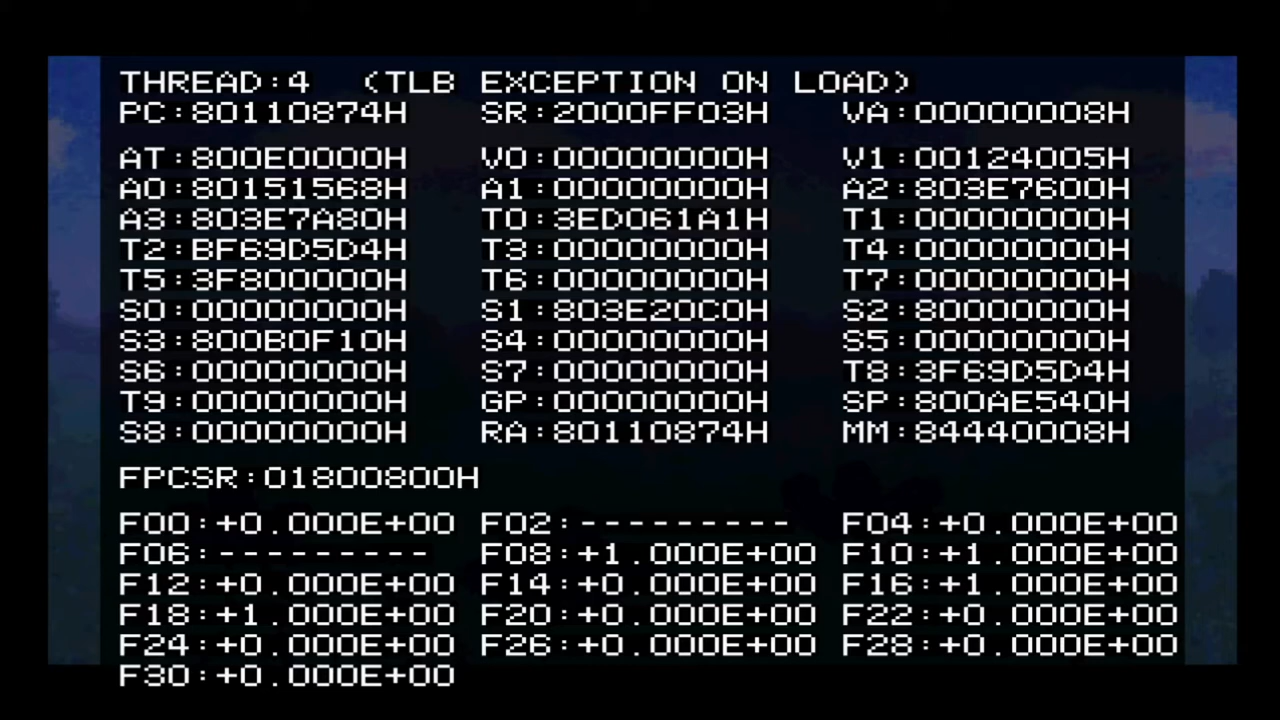 THREAD:4 (TLB EXCEPTION ON LOAD)
PC:80110874H SR:2000FF03H VA:00000008H
AT:800E0000H V0:00000000H V1:00124005H
A0:80151568H A1:00000000H A2:803E7600H
A3:803E7A80H T0:3ED061A1H T1:00000000H
T2:BF69D5D4H T3:00000000H T4:00000000H
T5:3F800000H T6:00000000H T7:00000000H
S0:00000000H S1:803E20C0H S2:80000000H
S3:800B0F10H S4:00000000H S5:00000000H
S6:00000000H S7:00000000H T8:3F69D5D4H
T9:00000000H GP:00000000H SP:800AE540H
S8:00000000H RA:80110874H MM:84440008H
FPCSR:01800800H
F00:+0.000E+00 F02:--------- F04:+0.000E+00
F06:--------- F08:+1.000E+00 F10:+1.000E+00
F12:+0.000E+00 F14:+0.000E+00 F16:+1.000E+00
F18:+1.000E+00 F20:+0.000E+00 F22:+0.000E+00
F24:+0.000E+00 F26:+0.000E+00 F28:+0.000E+00
F30:+0.000E+00